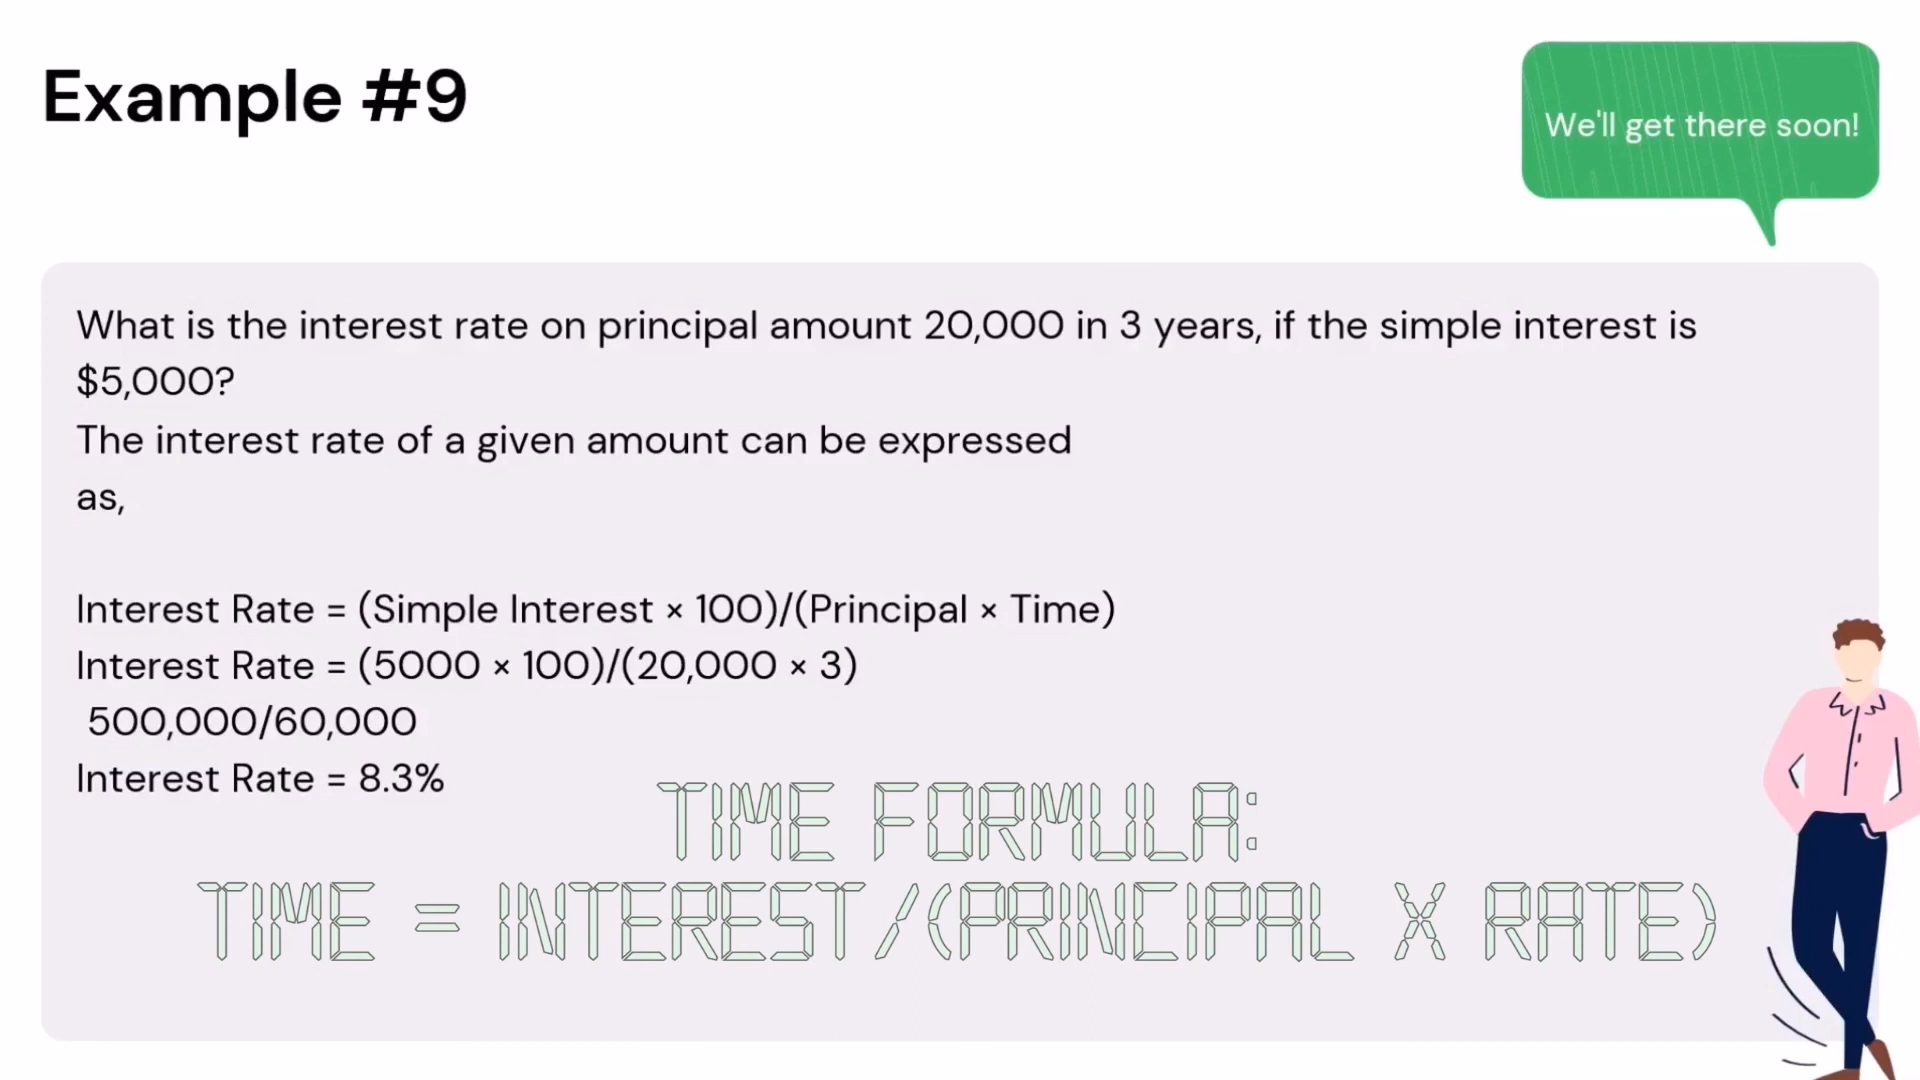 Example #9
We'll get there soon!
What is the interest rate on principal amount 20,000 in 3 years, if the simple interest is
$5,000?
The interest rate of a given amount can be expressed
as,
Interest Rate = (Simple Interest × 100)/(Principal × Time)
Interest Rate = (5000 × 100)/(20,000 × 3)
500,000/60,000
Interest Rate = 8.3%
TIME FORMULA:
TIME = INTEREST/(PRINCIPAL X RATE)